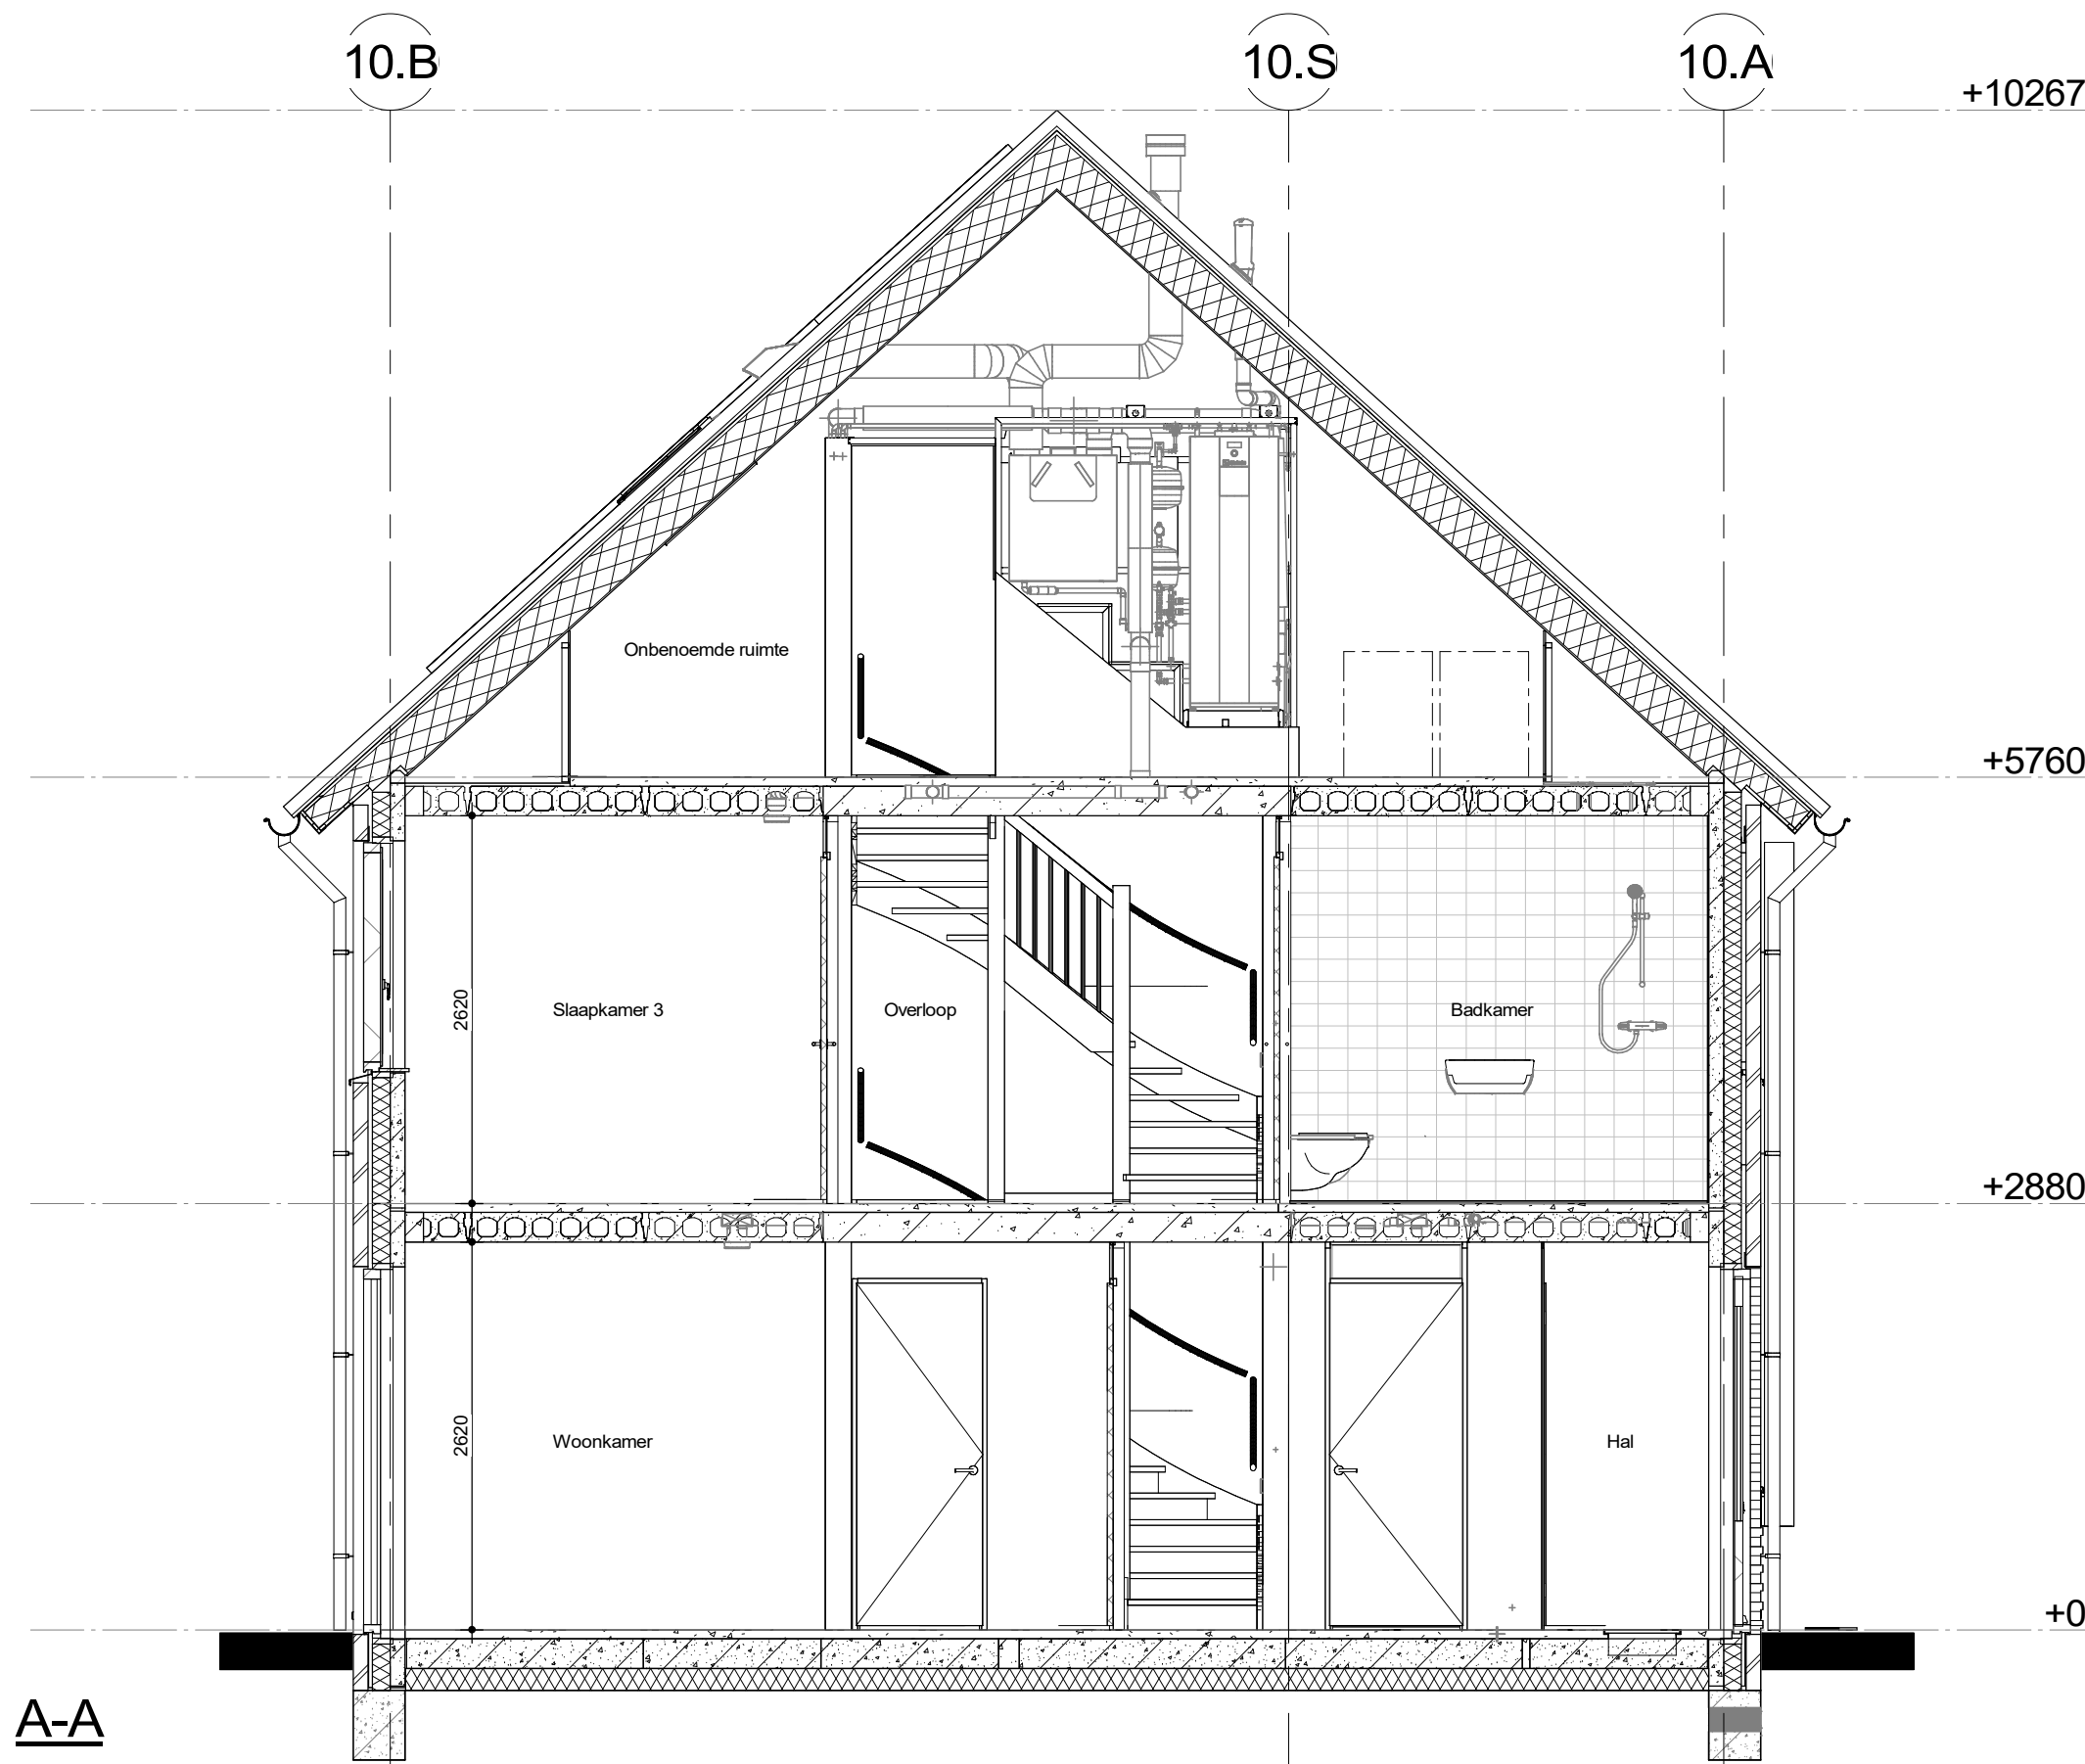 10.B
10.S
10.A
+10267
Onbenoemde ruimte
+5760
2620
Slaapkamer 3
Overloop
Badkamer
+2880
2620
Woonkamer
Hal
+0
A-A